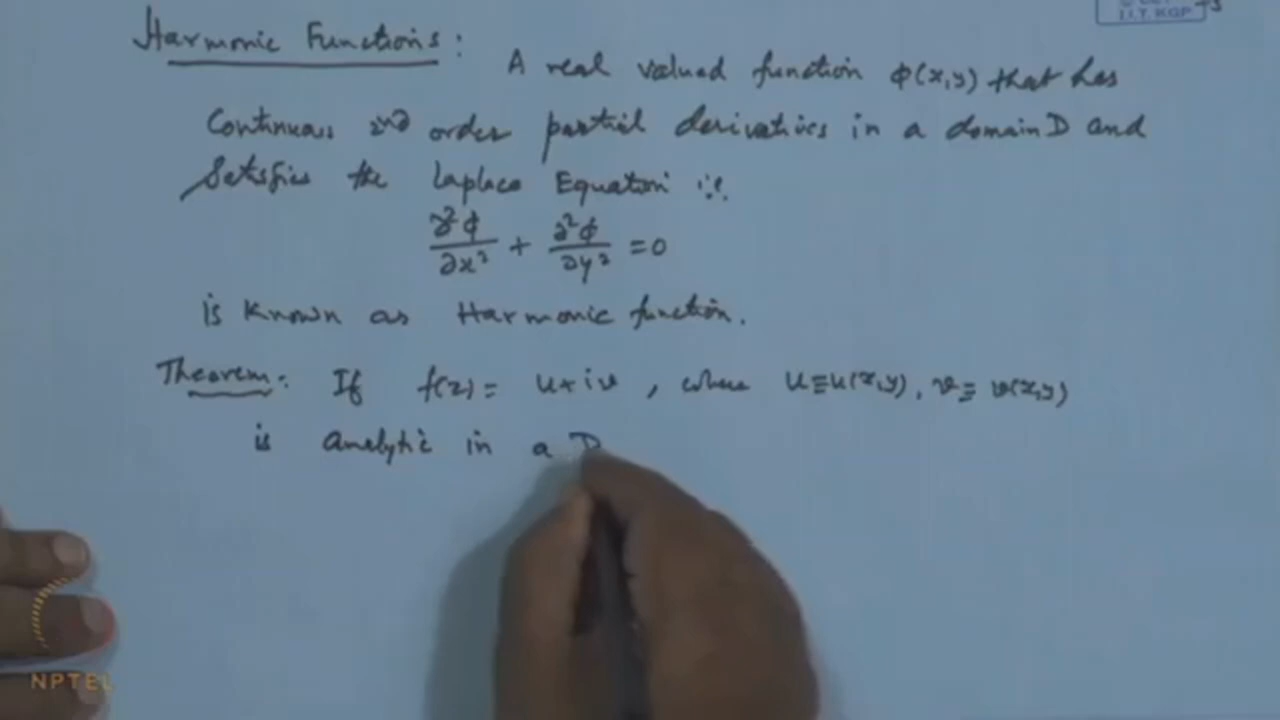 Harmonic Functions: A real valued function ϕ(x,y) that has
Continuous 2nd order partial derivatives in a domain D and
Satisfies the Laplace Equation i.e.
∂²ϕ/∂x² + ∂²ϕ/∂y² = 0
is known as Harmonic function.
Theorem: If f(z) = u+iv, where u≡u(x,y), v≡v(x,y)
is analytic in a D
I.I.T. KGP
NPTEL